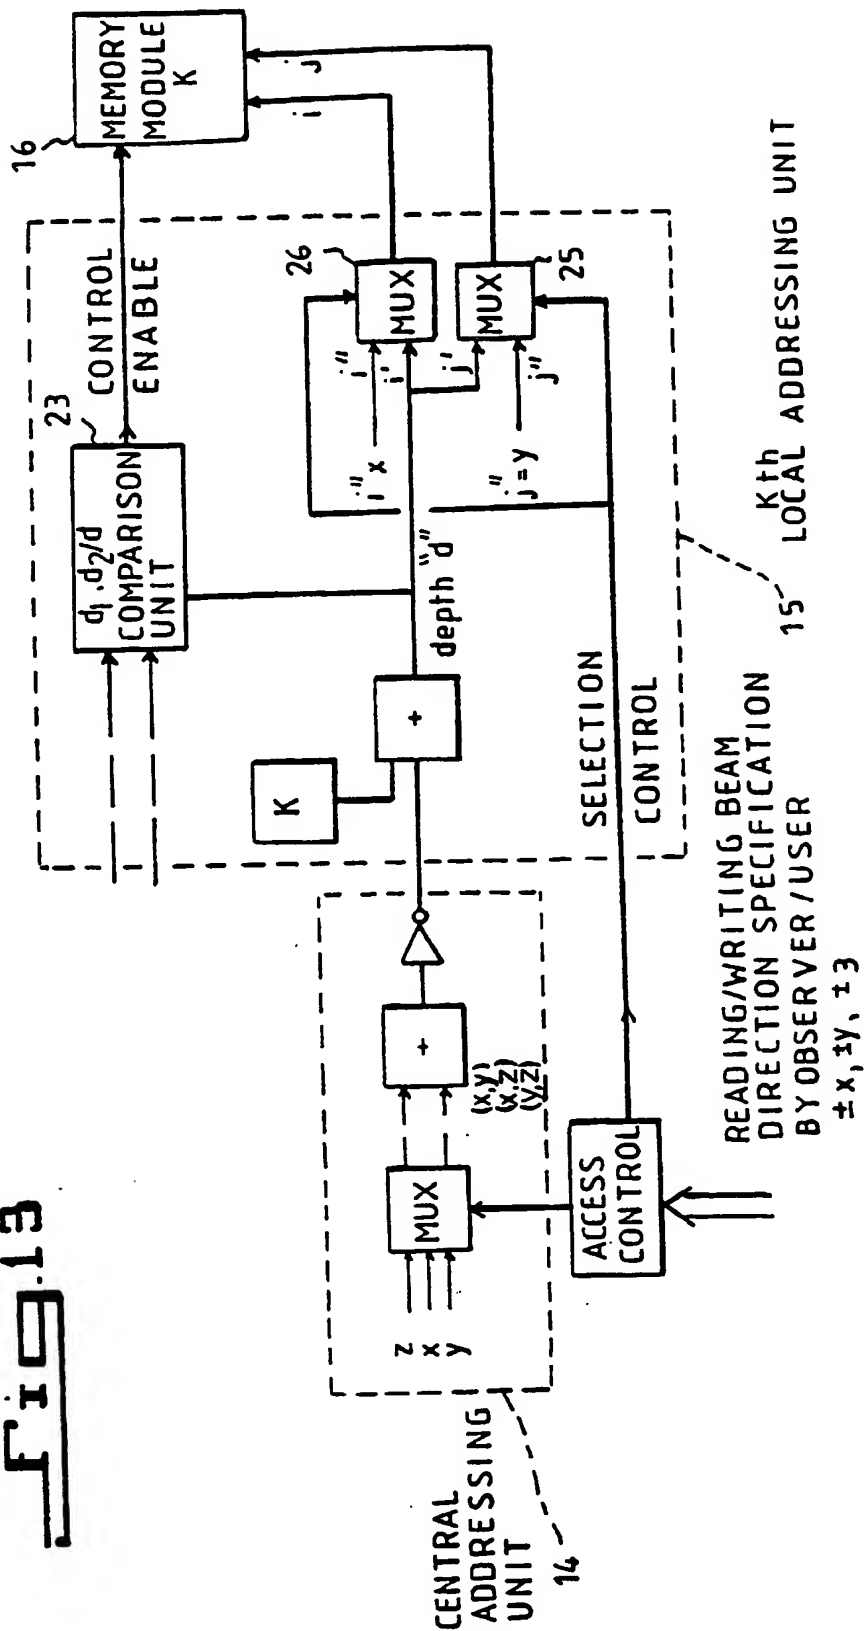 Fig.13
16
MEMORY
MODULE
K
i
j
CONTROL
ENABLE
23
d₁.d₂/d
COMPARISON
UNIT
26
MUX
25
MUX
i"
i'
j'
j"
i" x
j"=y
depth "d"
K
+
SELECTION
CONTROL
15
Kth
LOCAL ADDRESSING UNIT
+
(x,y)
(x,z)
(y,z)
MUX
z
x
y
CENTRAL
ADDRESSING
UNIT
14
ACCESS
CONTROL
READING/WRITING BEAM
DIRECTION SPECIFICATION
BY OBSERVER/USER
±x, ±y, ±3